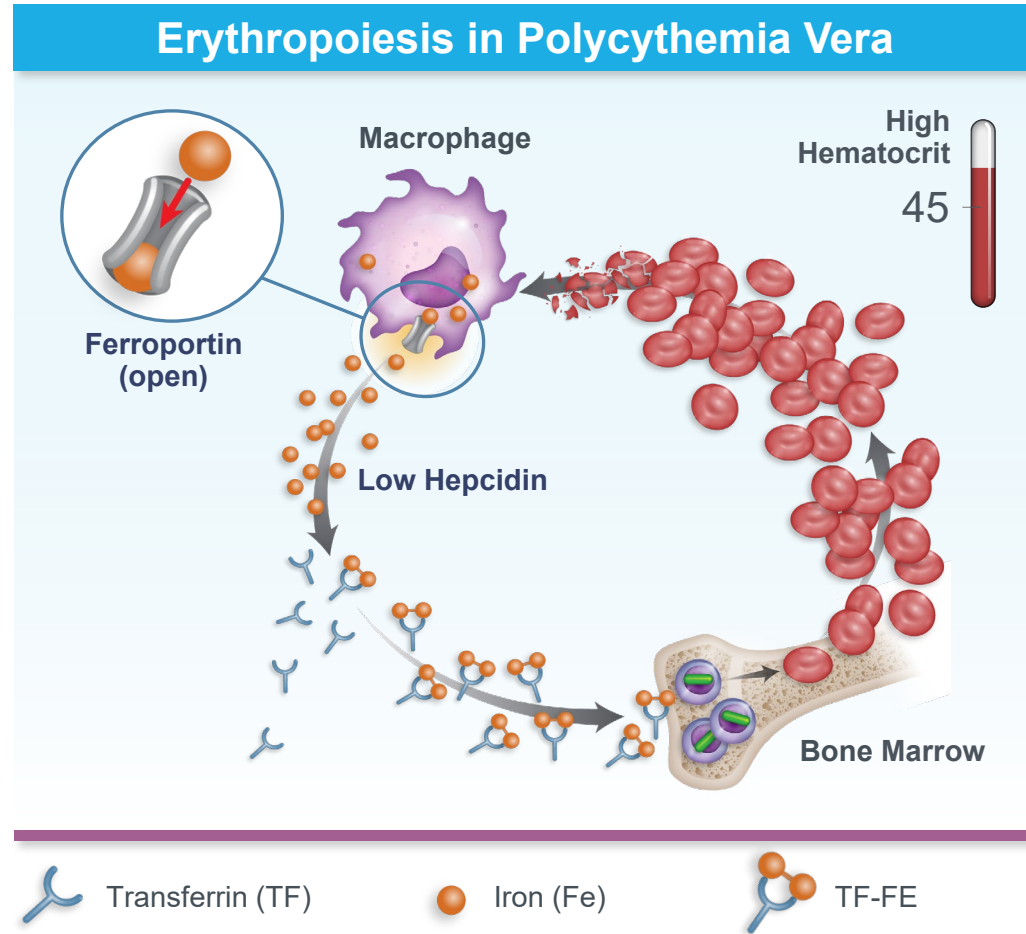 Erythropoiesis in Polycythemia Vera
Macrophage
High
Hematocrit
45
Ferroportin
(open)
Low Hepcidin
Bone Marrow
Transferrin (TF)
Iron (Fe)
TF-FE